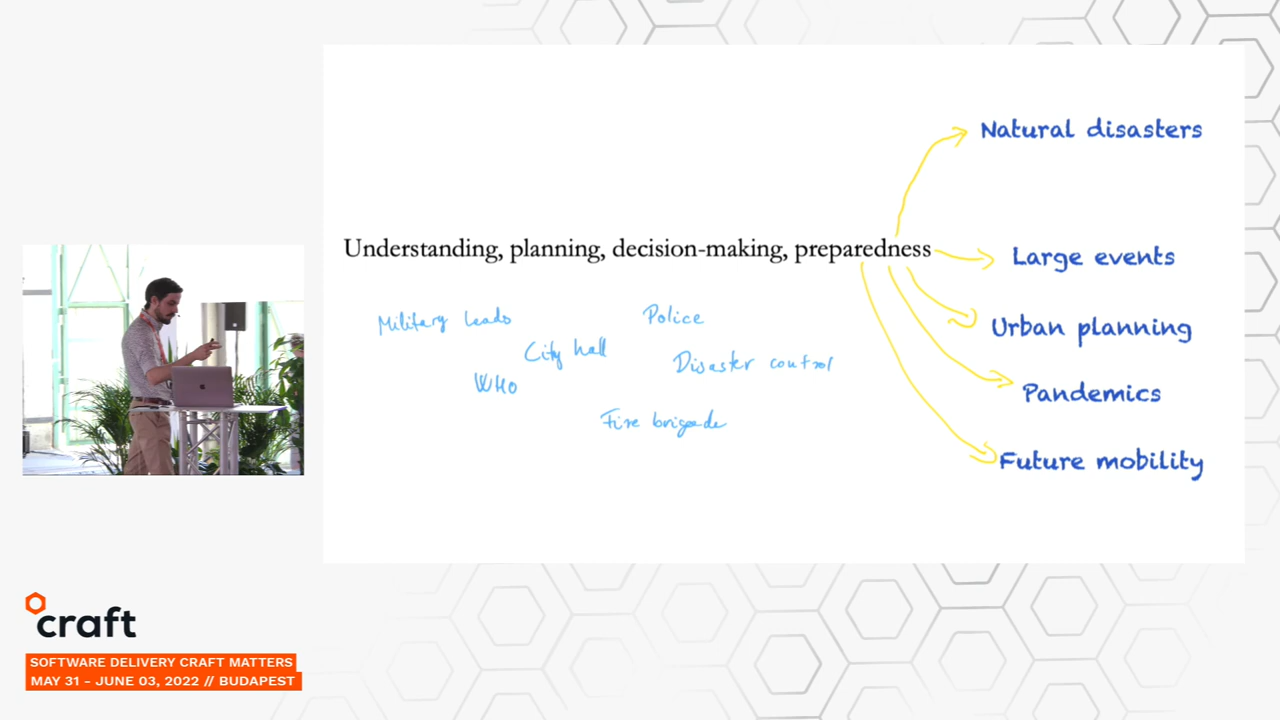 Natural disasters
Understanding, planning, decision-making, preparedness
Large events
Military leads
Police
Urban planning
City hall
Disaster control
WHO
Pandemics
Fire brigade
Future mobility
craft
SOFTWARE DELIVERY CRAFT MATTERS
MAY 31 - JUNE 03, 2022 // BUDAPEST